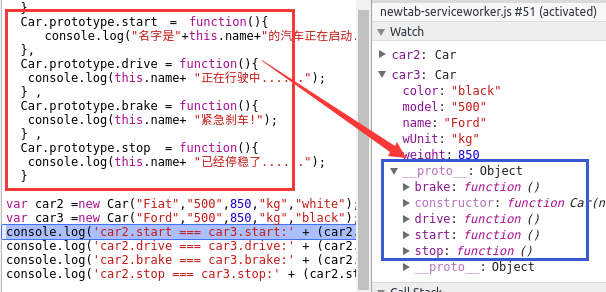 }
Car.prototype.start = function(){
console.log("名字是"+this.name+"的汽车正在启动.
},
Car.prototype.drive = function(){
console.log(this.name+ "正在行驶中......");
} ,
Car.prototype.brake = function(){
console.log(this.name+ "紧急刹车!");
} ,
Car.prototype.stop = function(){
console.log(this.name+ "已经停稳了......");
}
var car2 =new Car("Fiat","500",850,"kg","white");
var car3 =new Car("Ford","500",850,"kg","black");
console.log('car2.start === car3.start:' + (car2.
console.log('car2.drive === car3.drive:' + (car2.
console.log('car2.brake === car3.brake:' + (car2.
console.log('car2.stop === car3.stop:' + (car2.st
newtab-serviceworker.js #51 (activated)
Watch
car2: Car
car3: Car
color: "black"
model: "500"
name: "Ford"
wUnit: "kg"
weight: 850
__proto__: Object
brake: function ()
constructor: function Car(n
drive: function ()
start: function ()
stop: function ()
__proto__: Object
Call Stack